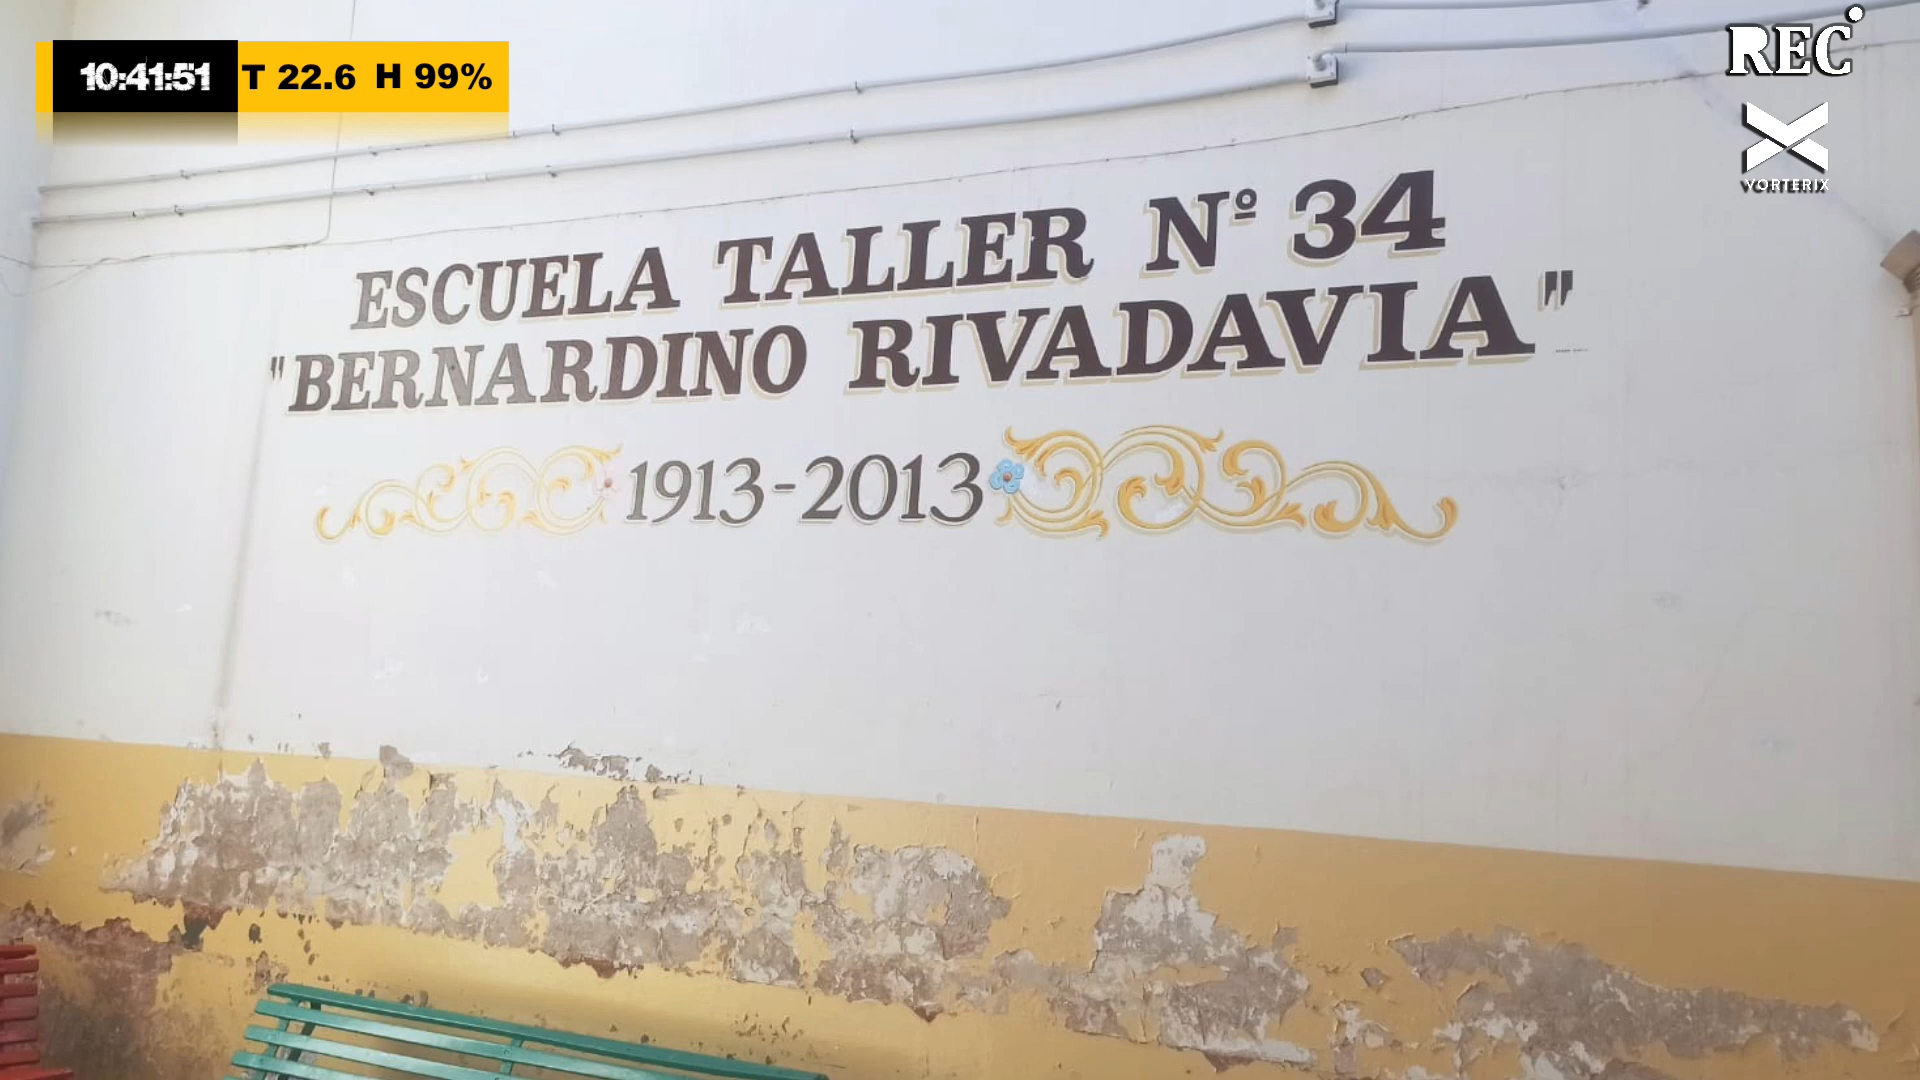 10:41:51 T 22.6 H 99%
REC
VORTERIX
ESCUELA TALLER Nº 34
"BERNARDINO RIVADAVIA"
1913-2013